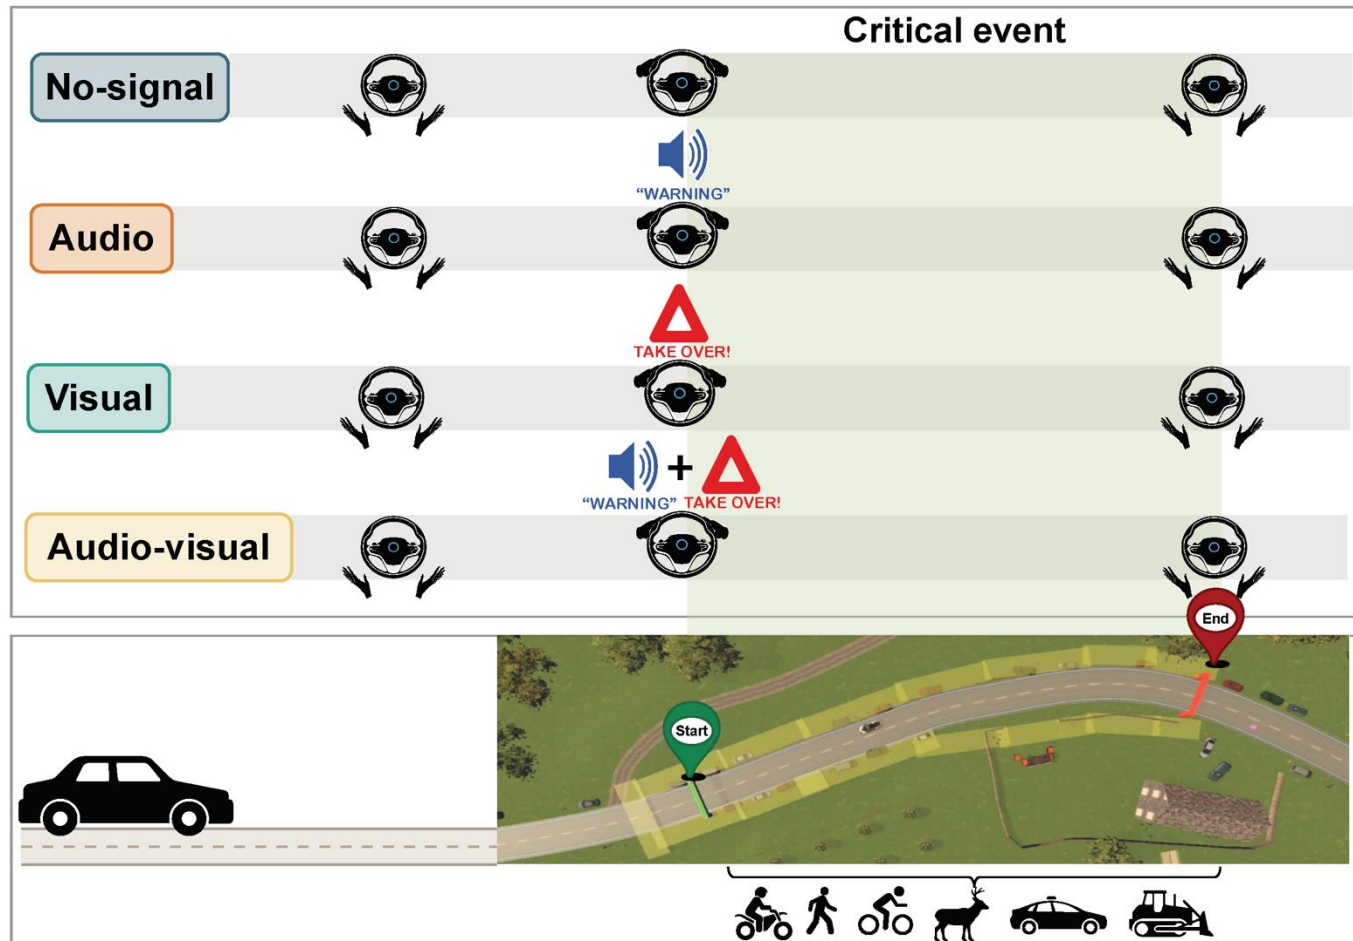 Critical event
No-signal
“WARNING”
Audio
TAKE OVER!
Visual
“WARNING” TAKE OVER!
Audio-visual
End
Start